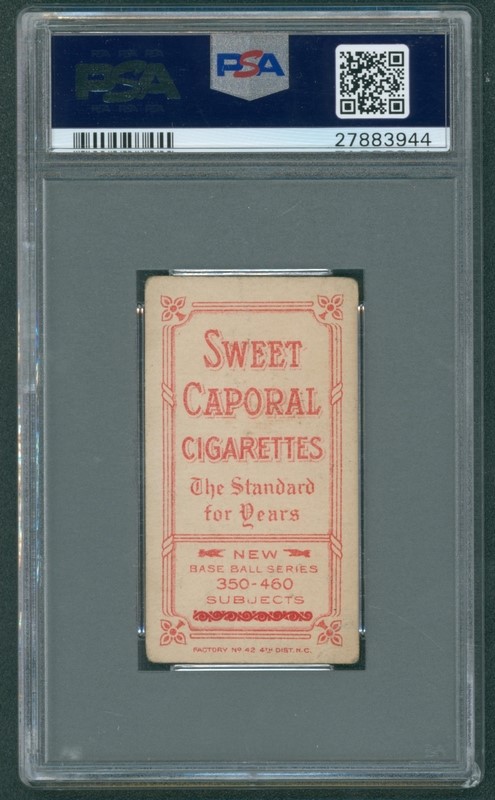 PSA
PSA
27883944
SWEET
CAPORAL
CIGARETTES
The Standard
for Years
NEW
BASE BALL SERIES
350-460
SUBJECTS
FACTORY No. 42 4TH DIST. N.C.